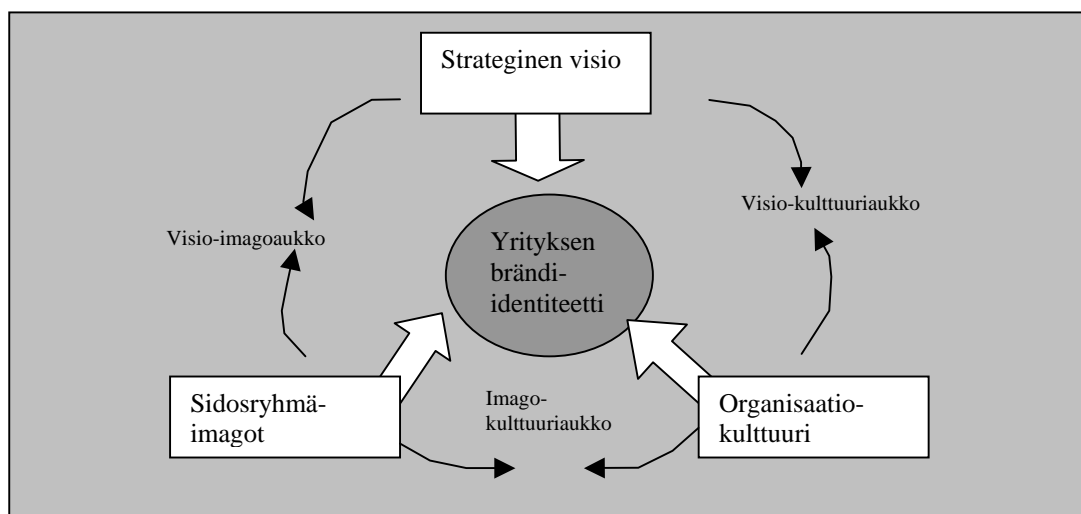 Strateginen visio
Visio-kulttuuriaukko
Visio-imagoaukko
Yrityksen
brändi-
identiteetti
Sidosryhmä-
imagot
Imago-
kulttuuriaukko
Organisaatio-
kulttuuri